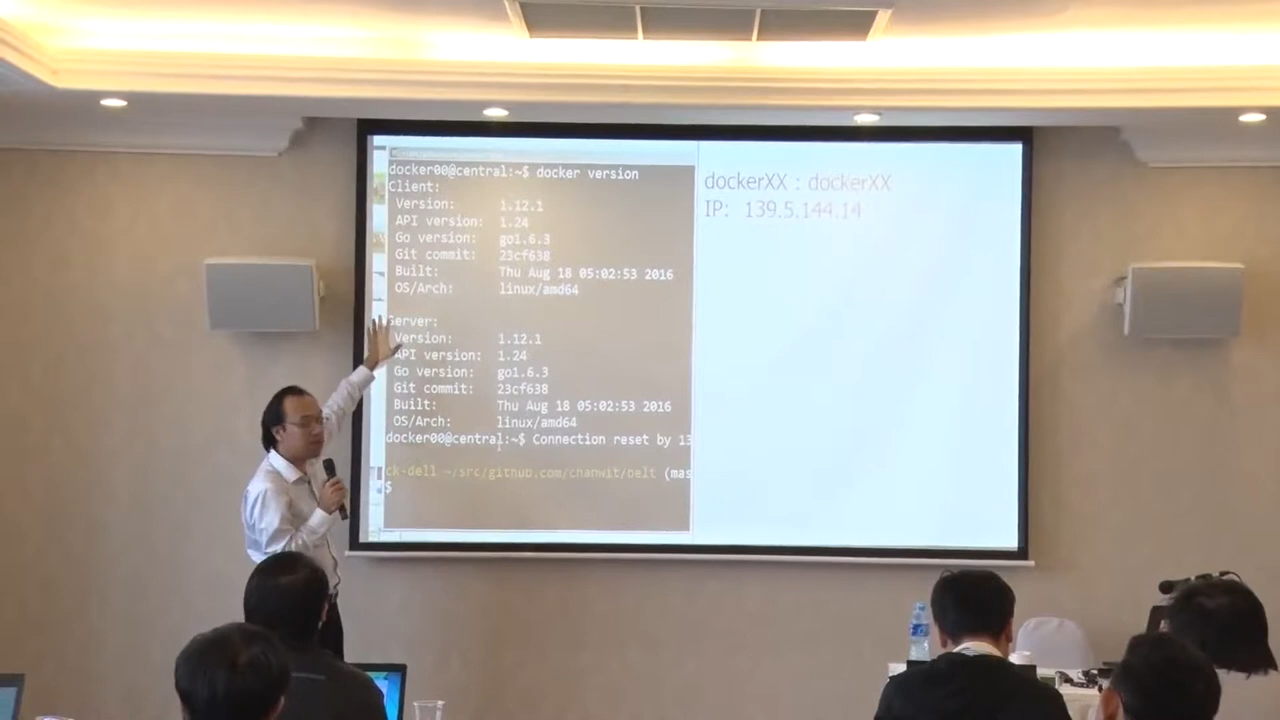 docker00@central:~$ docker version
Client:
Version: 1.12.1
API version: 1.24
Go version: go1.6.3
Git commit: 23cf638
Built: Thu Aug 18 05:02:53 2016
OS/Arch: linux/amd64
Server:
Version: 1.12.1
API version: 1.24
Go version: go1.6.3
Git commit: 23cf638
Built: Thu Aug 18 05:02:53 2016
OS/Arch: linux/amd64
docker00@central:~$ Connection reset by 13
ck-dell ~/src/github.com/chanwit/belt (mas
$
dockerXX : dockerXX
IP: 139.5.144.14